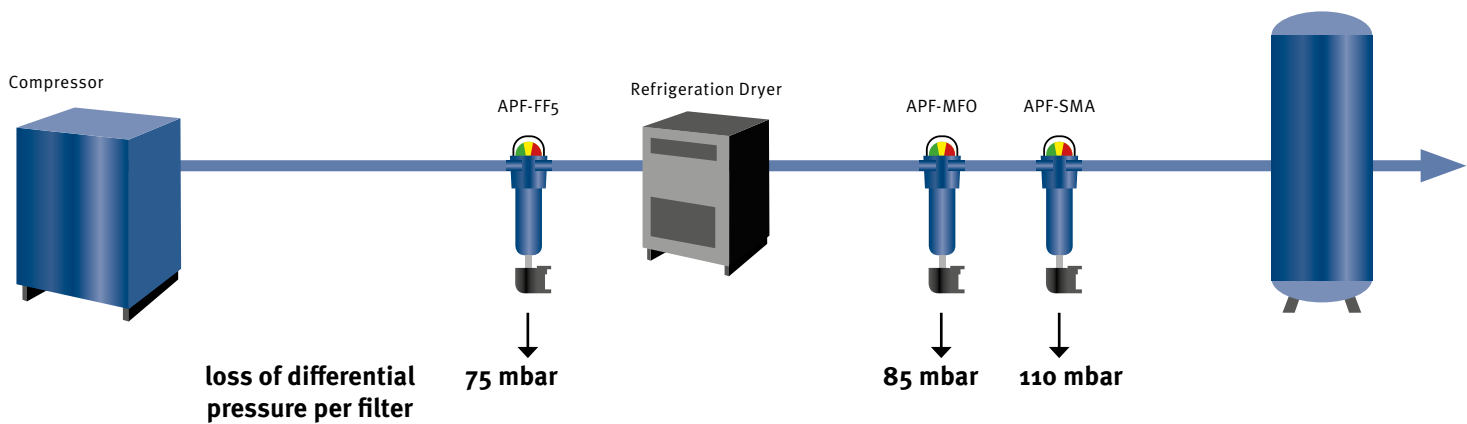 Compressor
APF-FF5
Refrigeration Dryer
APF-MFO
APF-SMA
loss of differential
pressure per filter
75 mbar
85 mbar
110 mbar